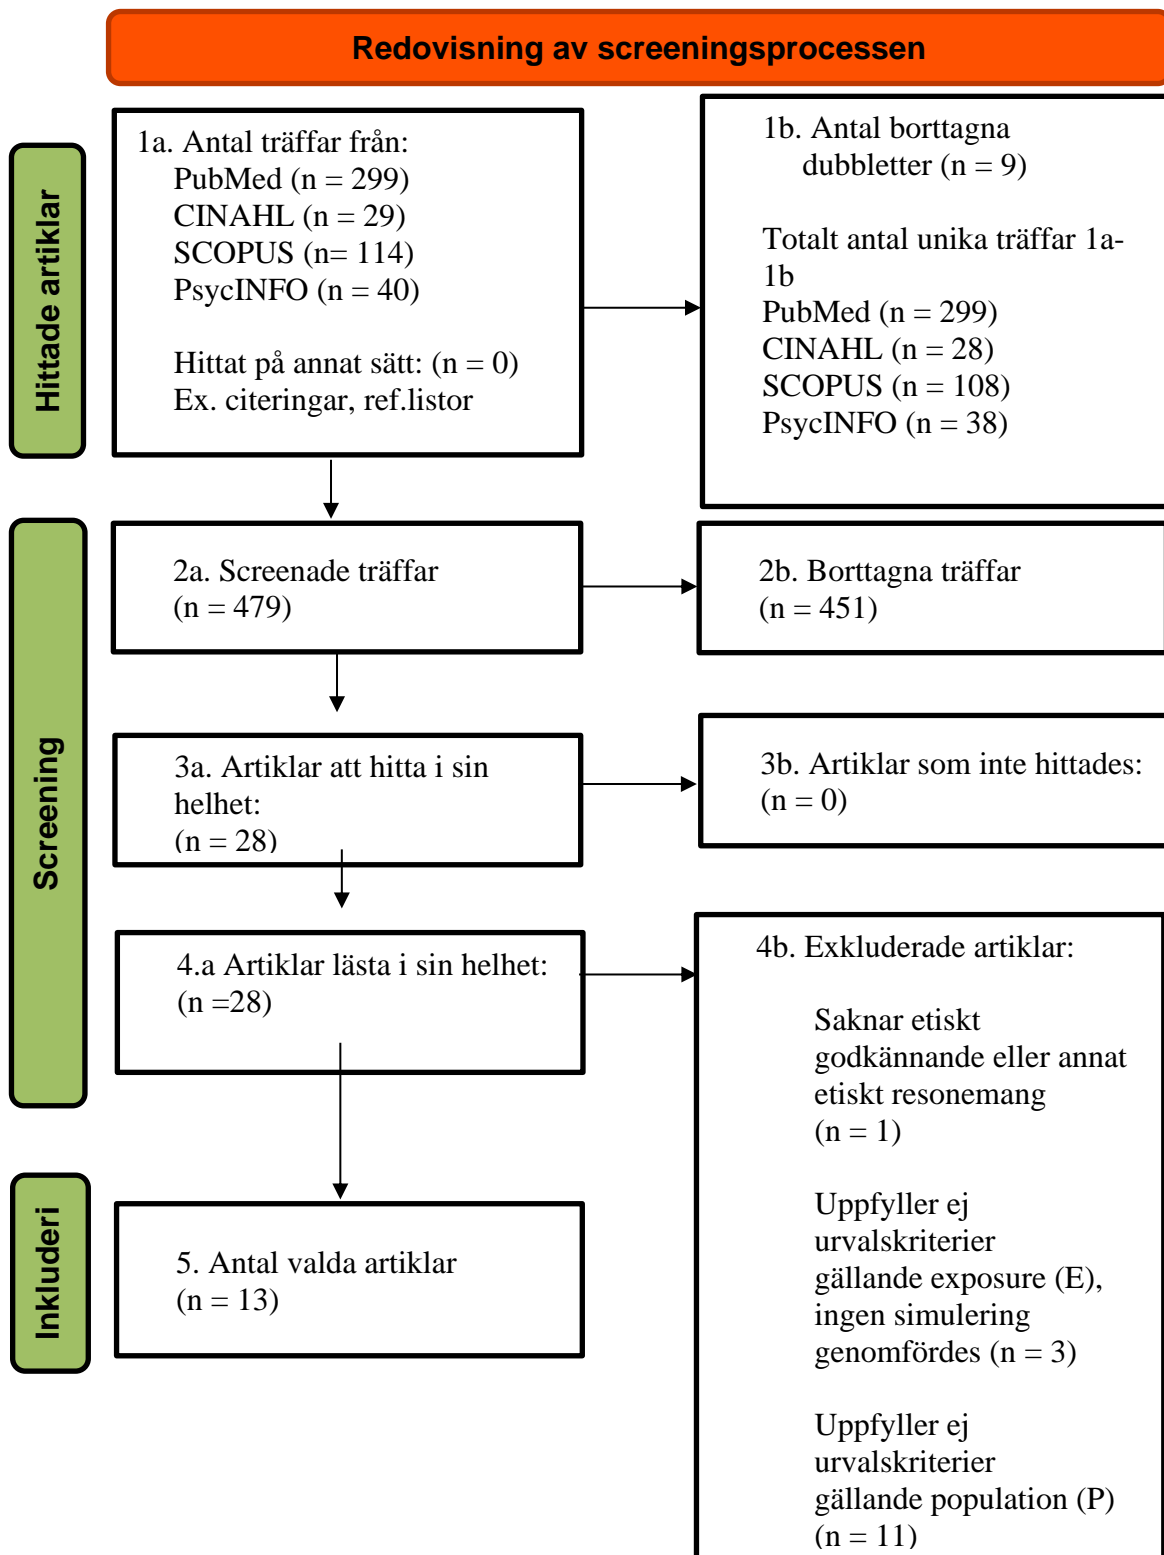 Redovisning av screeningsprocessen
Hittade artiklar
1a. Antal träffar från:
PubMed (n = 299)
CINAHL (n = 29)
SCOPUS (n= 114)
PsycINFO (n = 40)
Hittat på annat sätt: (n = 0)
Ex. citeringar, ref.listor
1b. Antal borttagna
dubbletter (n = 9)
Totalt antal unika träffar 1a-
1b
PubMed (n = 299)
CINAHL (n = 28)
SCOPUS (n = 108)
PsycINFO (n = 38)
Screening
2a. Screenade träffar
(n = 479)
2b. Borttagna träffar
(n = 451)
3a. Artiklar att hitta i sin
helhet:
(n = 28)
3b. Artiklar som inte hittades:
(n = 0)
4.a Artiklar lästa i sin helhet:
(n =28)
4b. Exkluderade artiklar:
Saknar etiskt
godkännande eller annat
etiskt resonemang
(n = 1)
Uppfyller ej
urvalskriterier
gällande exposure (E),
ingen simulering
genomfördes (n = 3)
Uppfyller ej
urvalskriterier
gällande population (P)
(n = 11)
Inkluderi
5. Antal valda artiklar
(n = 13)